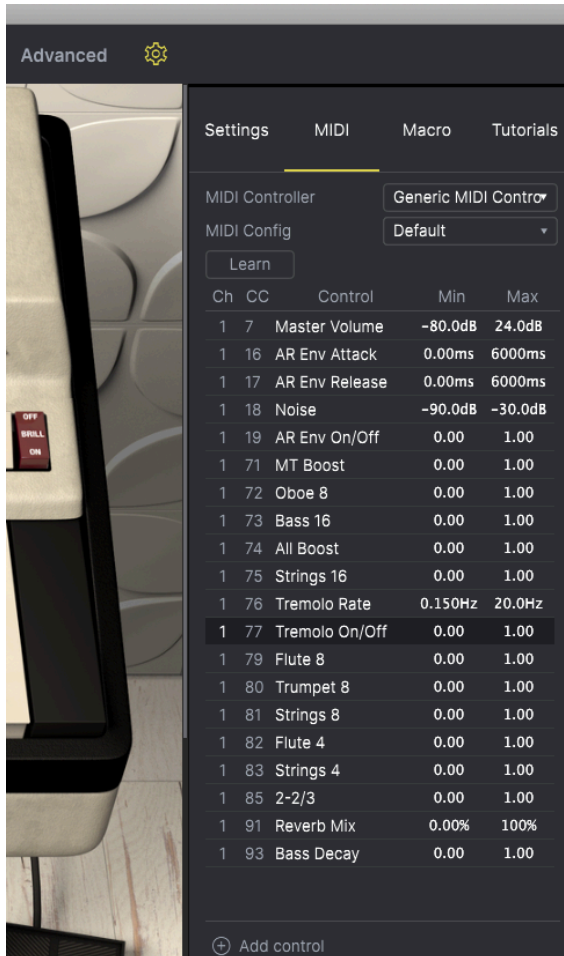 Advanced
Settings MIDI Macro Tutorials
MIDI Controller Generic MIDI Contro
MIDI Config Default
Learn
Ch CC Control Min Max
1 7 Master Volume -80.0dB 24.0dB
1 16 AR Env Attack 0.00ms 6000ms
1 17 AR Env Release 0.00ms 6000ms
1 18 Noise -90.0dB -30.0dB
OFF
BRILL
ON
1 19 AR Env On/Off 0.00 1.00
1 71 MT Boost 0.00 1.00
1 72 Oboe 8 0.00 1.00
1 73 Bass 16 0.00 1.00
1 74 All Boost 0.00 1.00
1 75 Strings 16 0.00 1.00
1 76 Tremolo Rate 0.150Hz 20.0Hz
1 77 Tremolo On/Off 0.00 1.00
1 79 Flute 8 0.00 1.00
1 80 Trumpet 8 0.00 1.00
1 81 Strings 8 0.00 1.00
1 82 Flute 4 0.00 1.00
1 83 Strings 4 0.00 1.00
1 85 2-2/3 0.00 1.00
1 91 Reverb Mix 0.00% 100%
1 93 Bass Decay 0.00 1.00
Add control